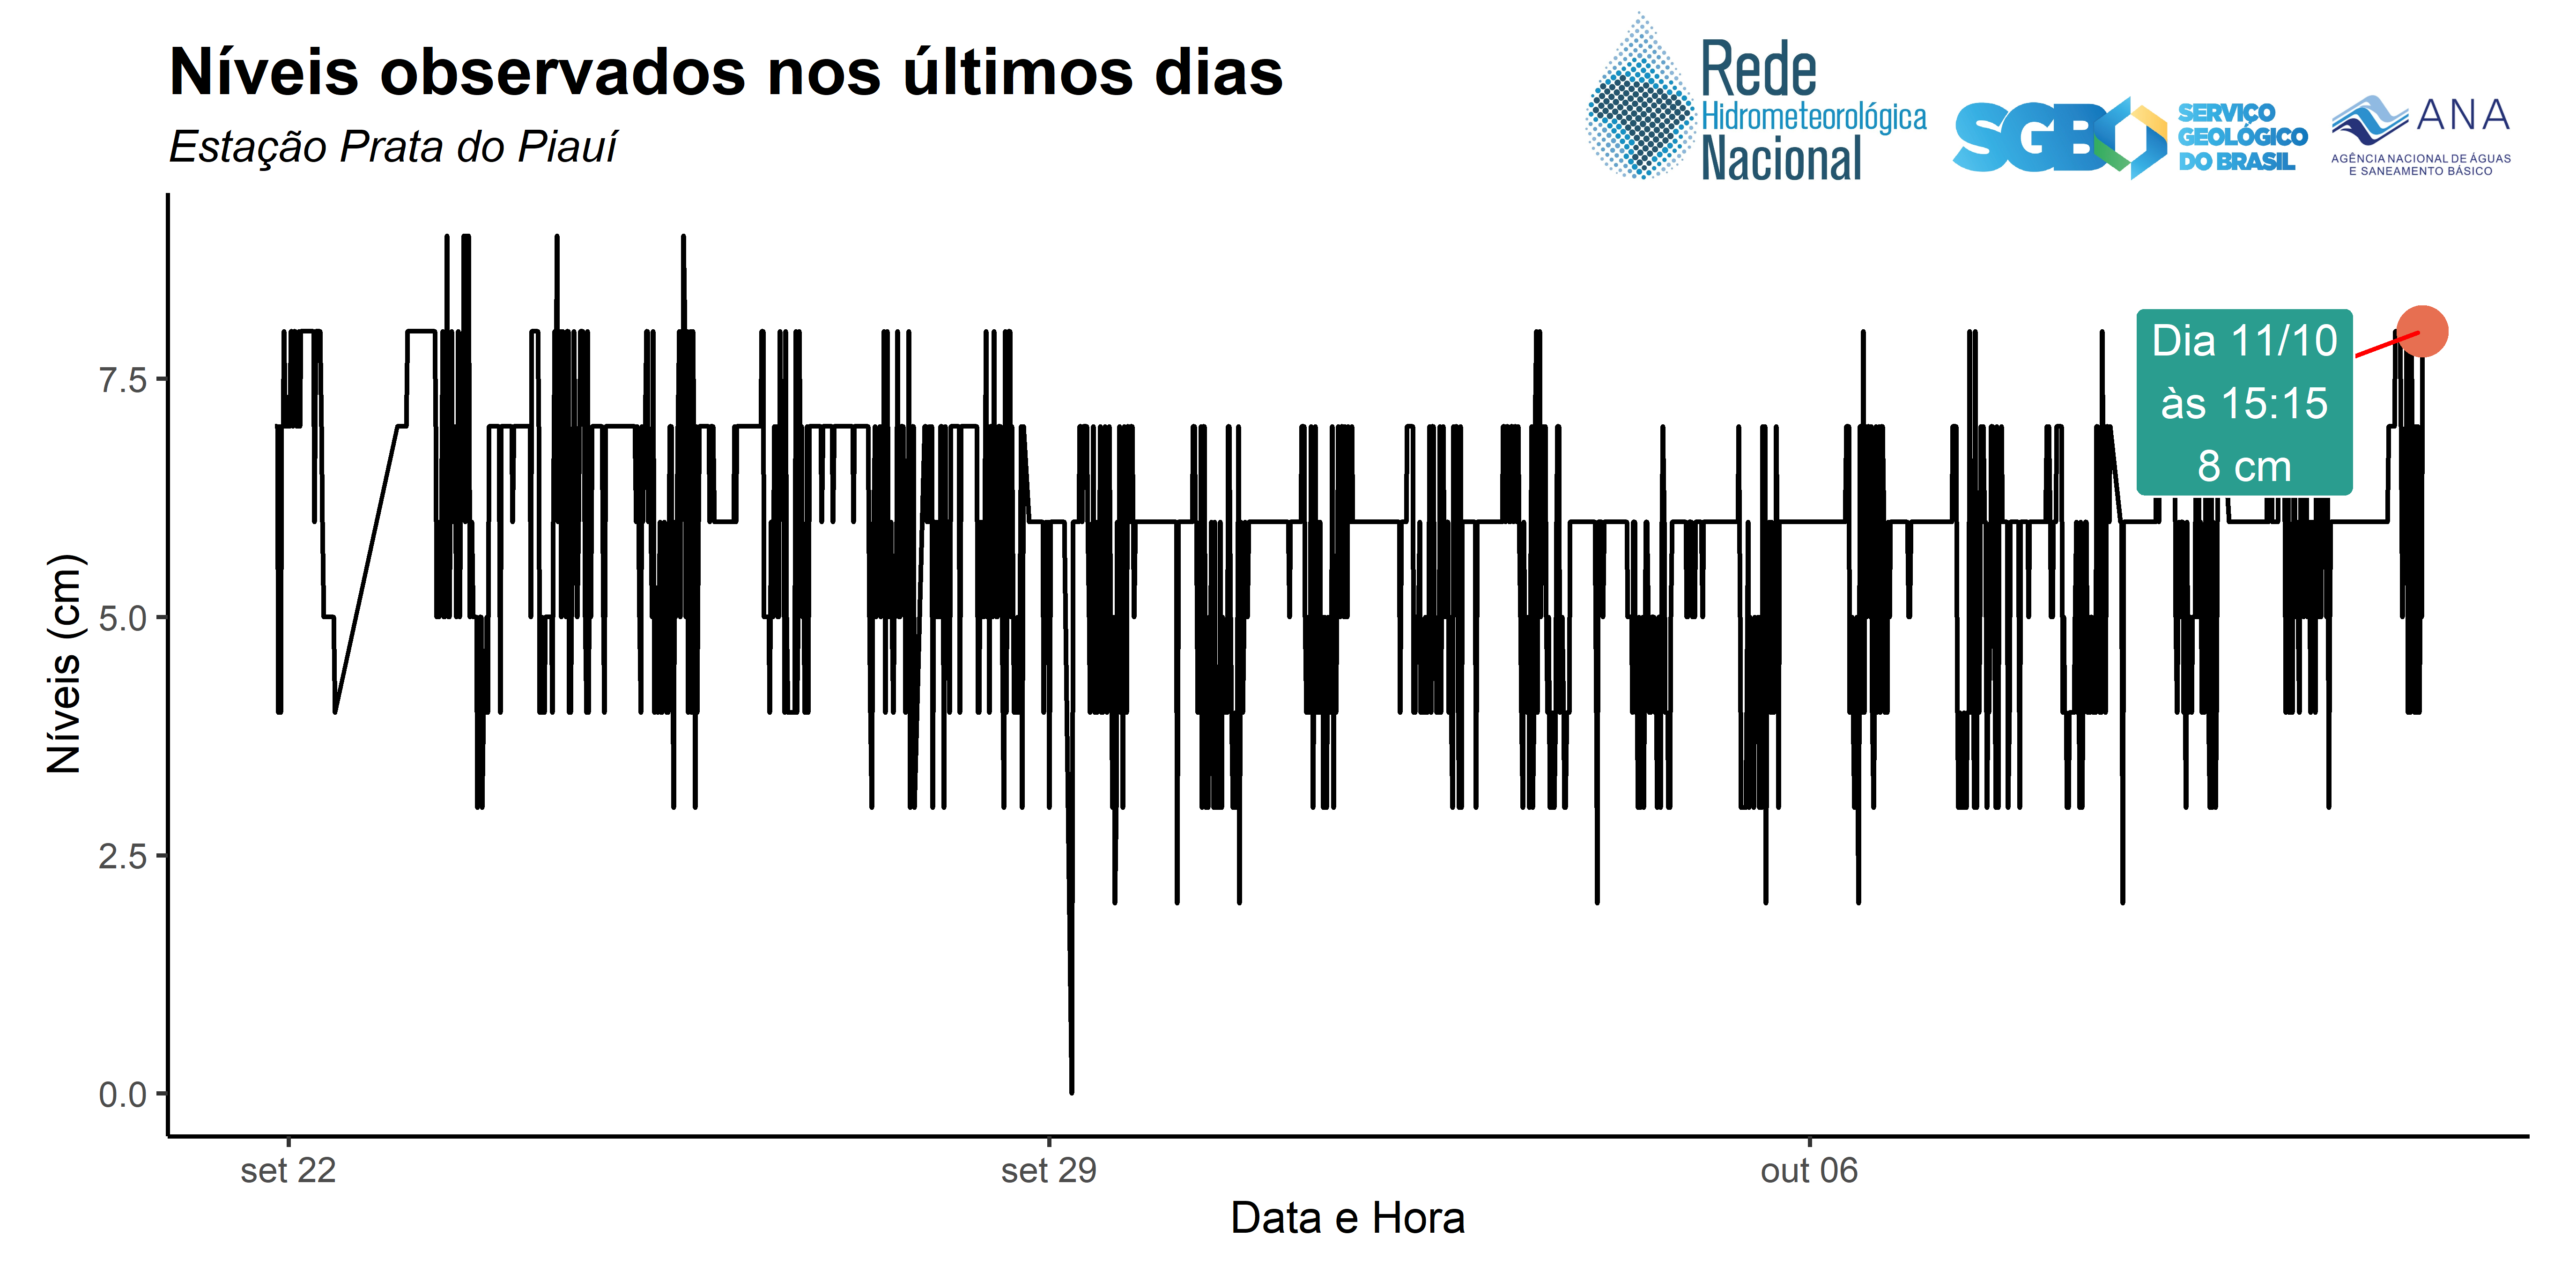 Níveis observados nos últimos dias
Estação Prata do Piauí
Rede
Hidrometeorológica
Nacional
SGB
SERVIÇO
GEOLÓGICO
DO BRASIL
ANA
AGÊNCIA NACIONAL DE ÁGUAS
E SANEAMENTO BÁSICO
Níveis (cm)
7.5
5.0
2.5
0.0
Dia 11/10
às 15:15
8 cm
set 22
set 29
out 06
Data e Hora